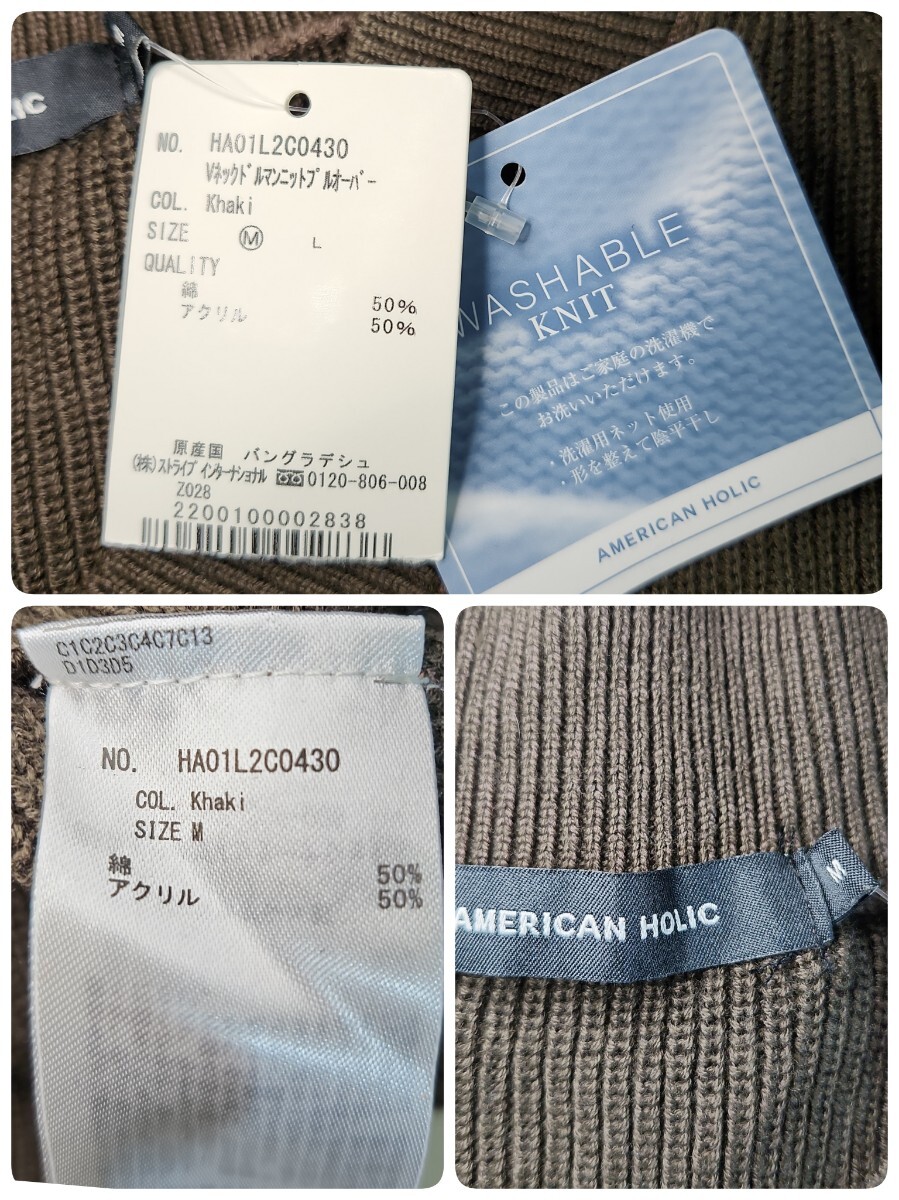 HOLIC
NO. HA01L2C0430
Vネックドルマンニットプルオーバー
COL. Khaki
SIZE Ⓜ L
QUALITY
綿 50%
アクリル 50%
原産国 バングラデシュ
(株)ストライプ インターナショナル 0120-806-008
Z028
2200100002838
WASHABLE
KNIT
この製品はご家庭の洗濯機で
お洗いいただけます。
・洗濯用ネット使用
・形を整えて陰平干し
AMERICAN HOLIC
C1C2C3C4C7C13
D1D3D5
NO. HA01L2C0430
COL. Khaki
SIZE M
綿 50%
アクリル 50%
AMERICAN HOLIC
M